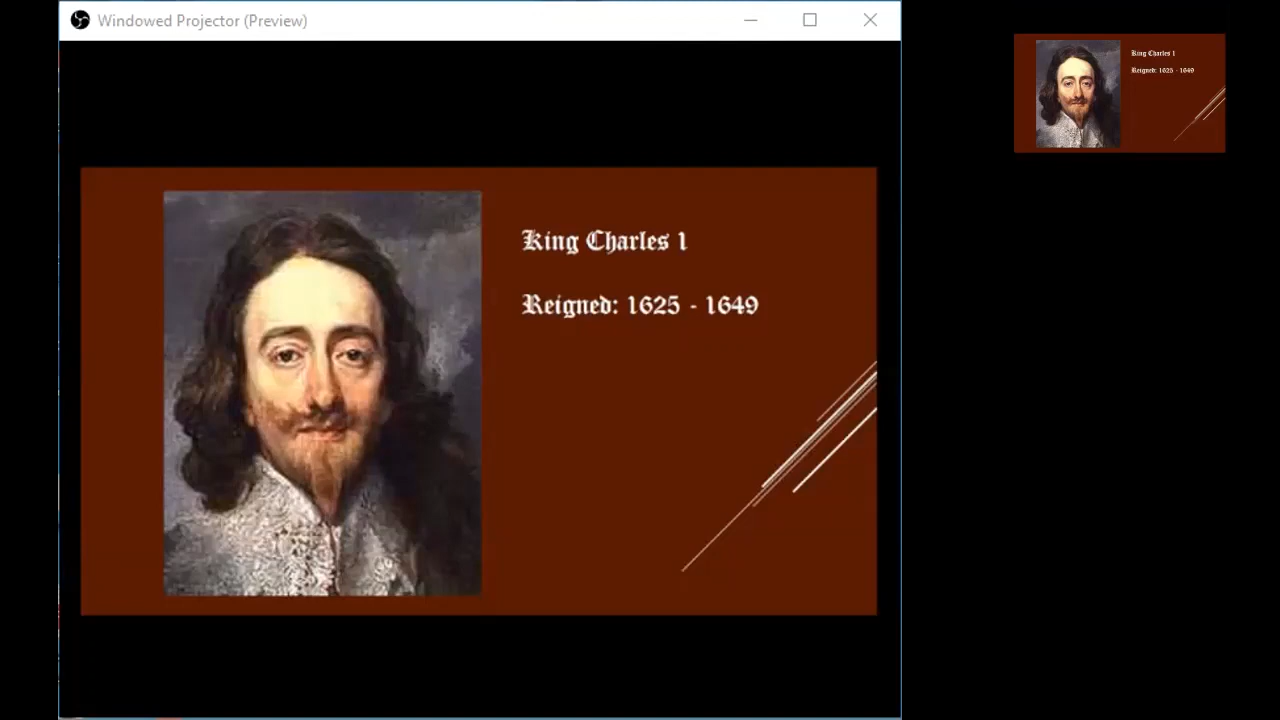 Windowed Projector (Preview)
King Charles 1
Reigned: 1625 - 1649
King Charles 1
Reigned: 1625 - 1649